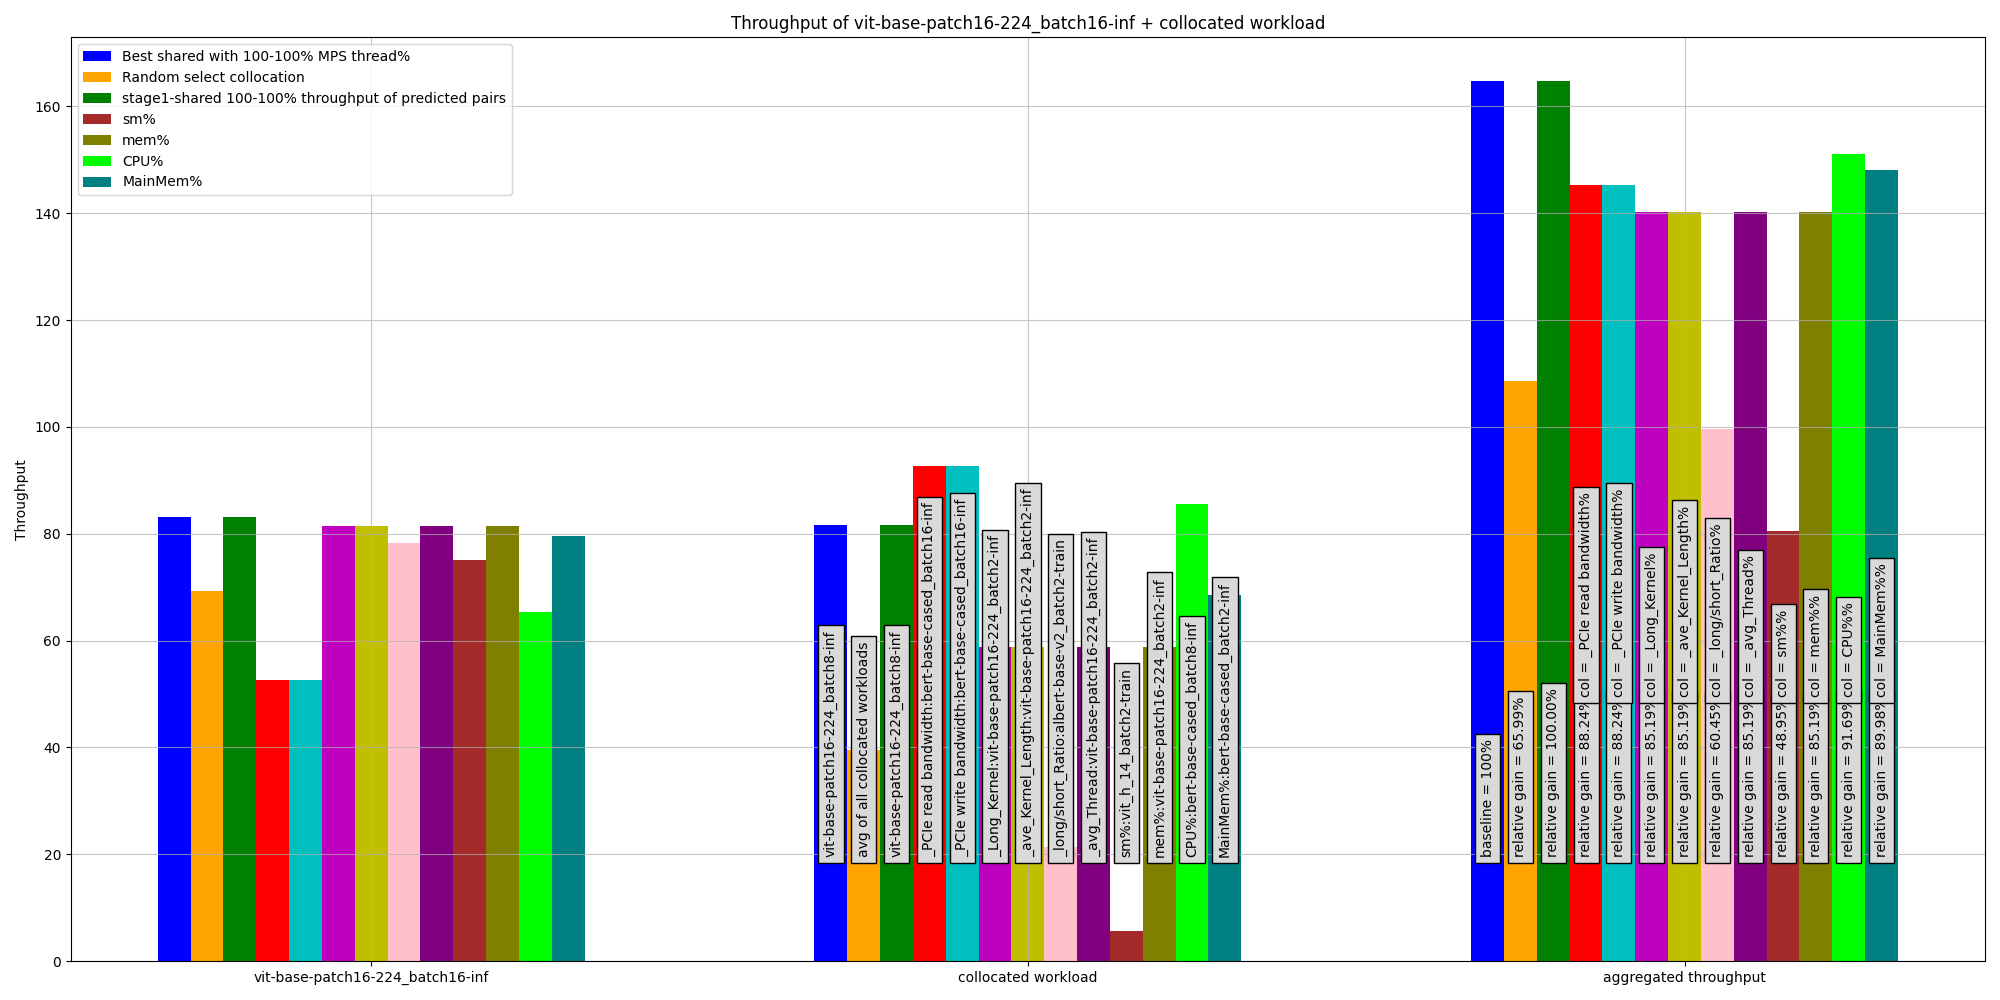 Throughput of vit-base-patch16-224_batch16-inf + collocated workload
Best shared with 100-100% MPS thread%
Random select collocation
stage1-shared 100-100% throughput of predicted pairs
sm%
mem%
CPU%
MainMem%
Throughput
160
140
120
100
80
60
40
20
0
vit-base-patch16-224_batch8-inf
avg of all collocated workloads
vit-base-patch16-224_batch8-inf
_PCIe read bandwidth:bert-base-cased_batch16-inf
_PCIe write bandwidth:bert-base-cased_batch16-inf
_Long_Kernel:vit-base-patch16-224_batch2-inf
_ave_Kernel_Length:vit-base-patch16-224_batch2-inf
_long/short_Ratio:albert-base-v2_batch2-train
_avg_Thread:vit-base-patch16-224_batch2-inf
sm%:vit_h_14_batch2-train
mem%:vit-base-patch16-224_batch2-inf
CPU%:bert-base-cased_batch8-inf
MainMem%:bert-base-cased_batch2-inf
baseline = 100%
relative gain = 65.99%
relative gain = 100.00%
relative gain = 88.24%
col = _PCIe read bandwidth%
relative gain = 88.24%
col = _PCIe write bandwidth%
relative gain = 85.19%
col = _Long_Kernel%
relative gain = 85.19%
col = _ave_Kernel_Length%
relative gain = 60.45%
col = _long/short_Ratio%
relative gain = 85.19%
col = _avg_Thread%
relative gain = 48.95%
col = sm%%
relative gain = 85.19%
col = mem%%
relative gain = 91.69%
col = CPU%%
relative gain = 89.98%
col = MainMem%%
vit-base-patch16-224_batch16-inf
collocated workload
aggregated throughput